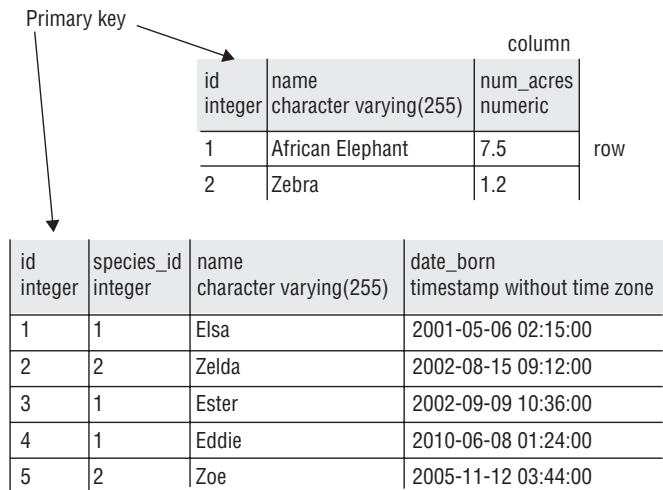 Primary key
column
id name num_acres
integer character varying(255) numeric
1 African Elephant 7.5 row
2 Zebra 1.2
id species_id name date_born
integer integer character varying(255) timestamp without time zone
1 1 Elsa 2001-05-06 02:15:00
2 2 Zelda 2002-08-15 09:12:00
3 1 Ester 2002-09-09 10:36:00
4 1 Eddie 2010-06-08 01:24:00
5 2 Zoe 2005-11-12 03:44:00